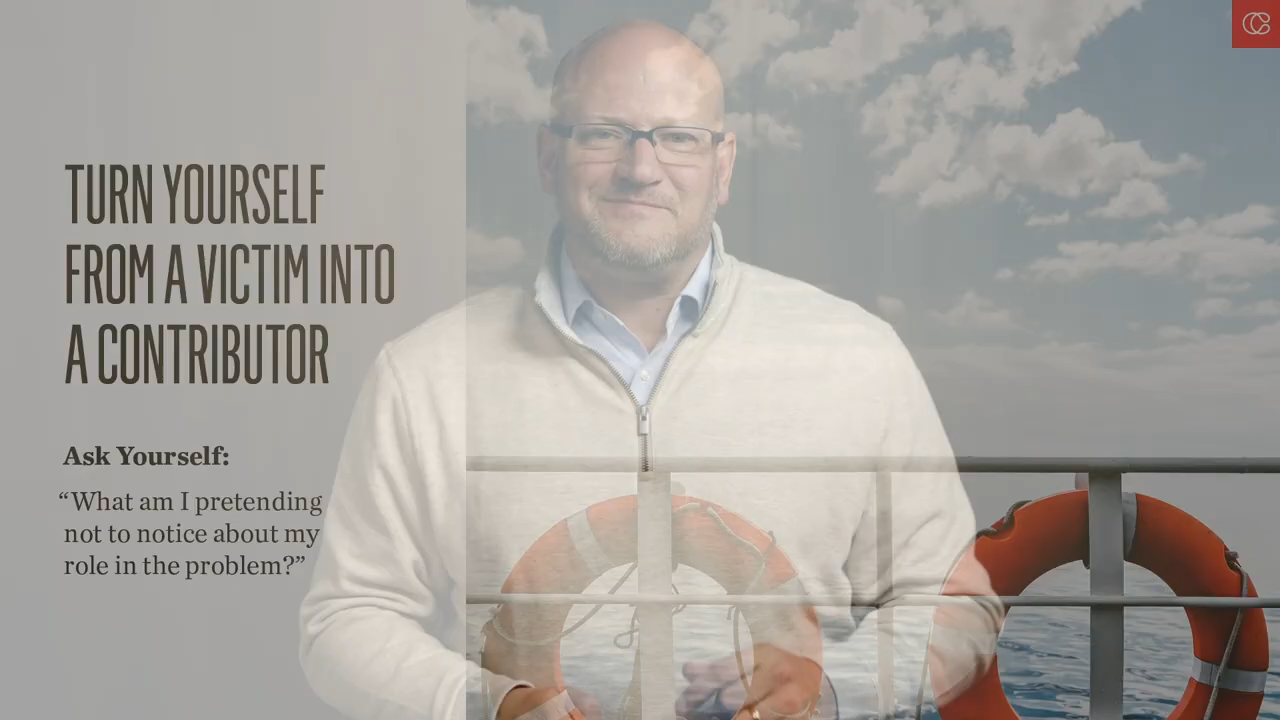 TURN YOURSELF
FROM A VICTIM INTO
A CONTRIBUTOR
Ask Yourself:
“What am I pretending
not to notice about my
role in the problem?”